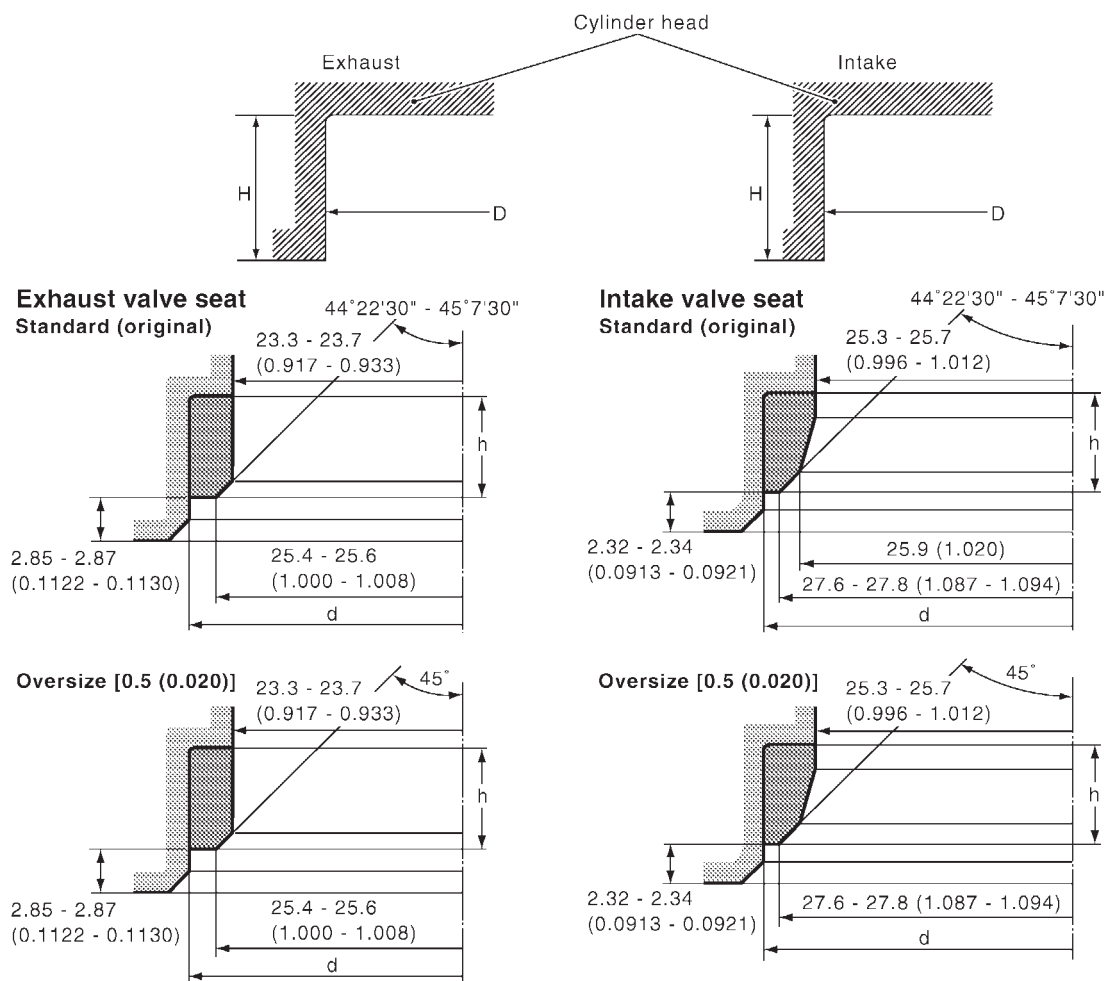 Cylinder head
Exhaust
Intake
H
D
H
D
Exhaust valve seat
Standard (original)
44°22'30" - 45°7'30"
23.3 - 23.7
(0.917 - 0.933)
h
2.85 - 2.87
(0.1122 - 0.1130)
25.4 - 25.6
(1.000 - 1.008)
d
Intake valve seat
Standard (original)
44°22'30" - 45°7'30"
25.3 - 25.7
(0.996 - 1.012)
h
2.32 - 2.34
(0.0913 - 0.0921)
25.9 (1.020)
27.6 - 27.8 (1.087 - 1.094)
d
Oversize [0.5 (0.020)]
45°
23.3 - 23.7
(0.917 - 0.933)
h
2.85 - 2.87
(0.1122 - 0.1130)
25.4 - 25.6
(1.000 - 1.008)
d
Oversize [0.5 (0.020)]
45°
25.3 - 25.7
(0.996 - 1.012)
h
2.32 - 2.34
(0.0913 - 0.0921)
27.6 - 27.8 (1.087 - 1.094)
d